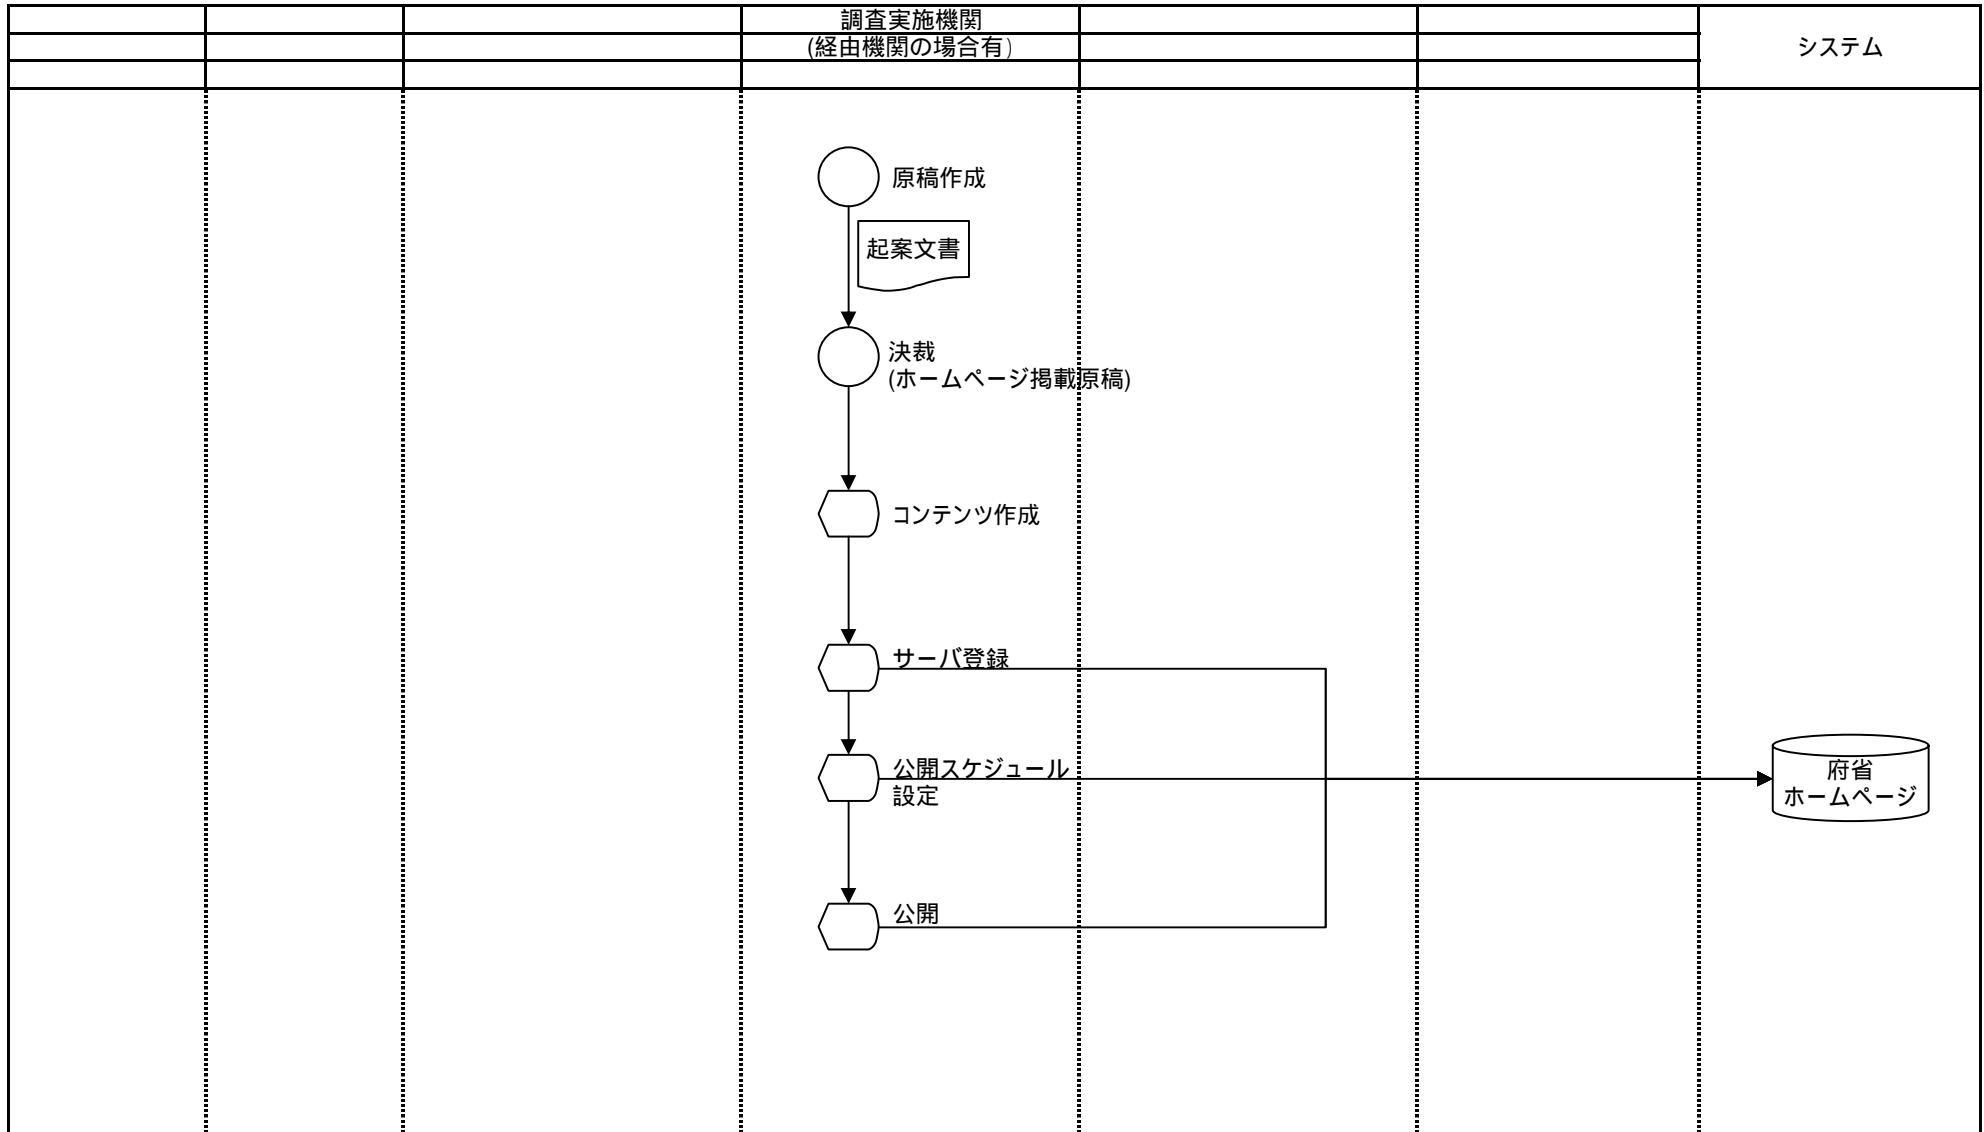 調査実施機関
(経由機関の場合有)
システム
原稿作成
起案文書
決裁
(ホームページ掲載原稿)
コンテンツ作成
サーバ登録
公開スケジュール
設定
府省
ホームページ
公開